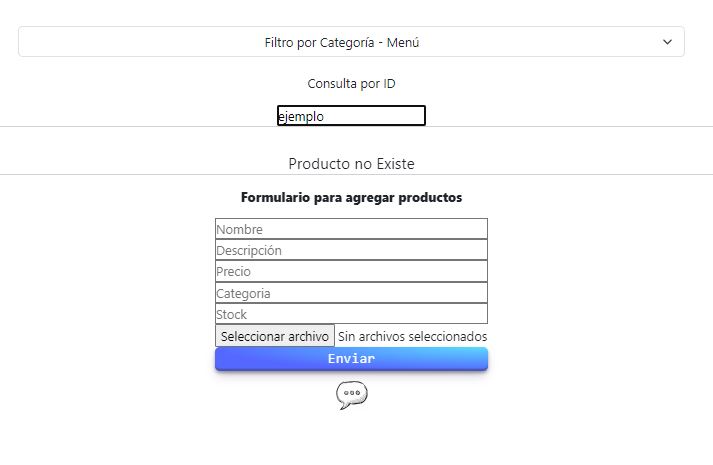 Filtro por Categoría - Menú
Consulta por ID
ejemplo
Producto no Existe
Formulario para agregar productos
Nombre
Descripción
Precio
Categoria
Stock
Seleccionar archivo Sin archivos seleccionados
Enviar